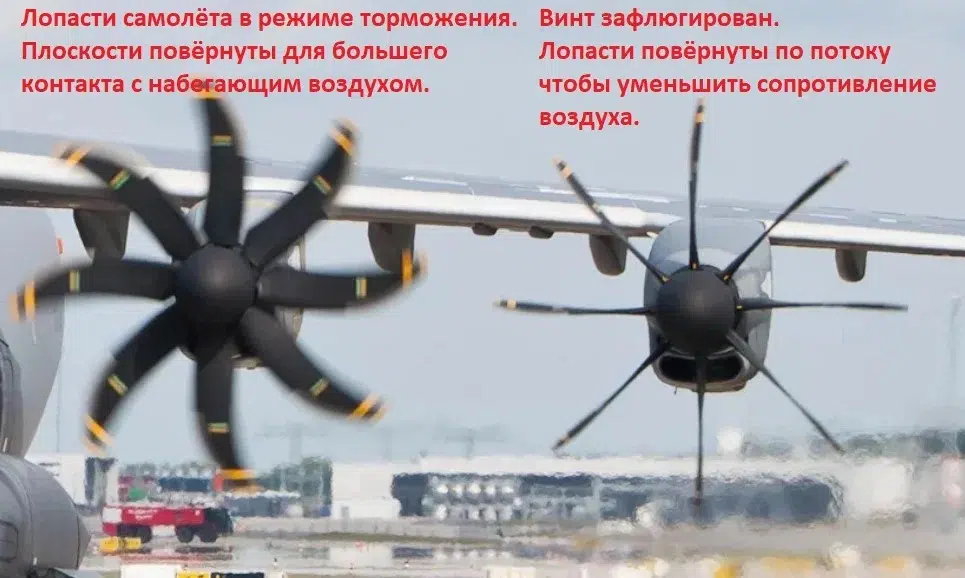 Лопасти самолёта в режиме торможения.
Плоскости повёрнуты для большего
контакта с набегающим воздухом.
Винт зафлюгирован.
Лопасти повёрнуты по потоку
чтобы уменьшить сопротивление
воздуха.